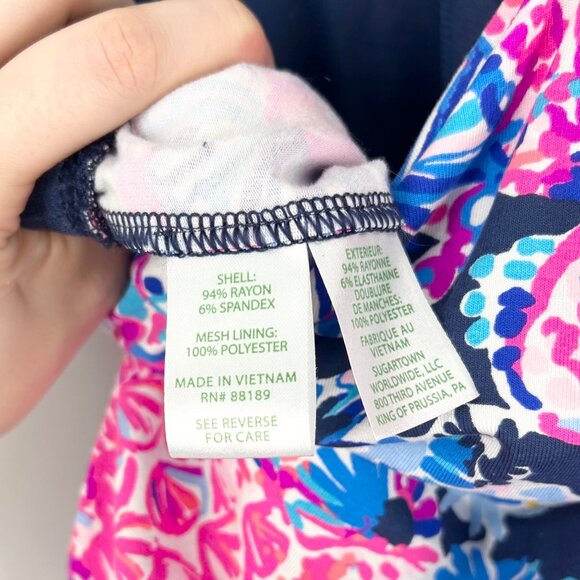 SHELL:
94% RAYON
6% SPANDEX
MESH LINING:
100% POLYESTER
MADE IN VIETNAM
RN# 88189
SEE REVERSE
FOR CARE
EXTERIEUR:
94% RAYONNE
6% ELASTHANNE
DOUBLURE
DE MANCHES:
100% POLYESTER
FABRIQUE AU
VIETNAM
SUGARTOWN
WORLDWIDE, LLC
800 THIRD AVENUE
KING OF PRUSSIA, PA